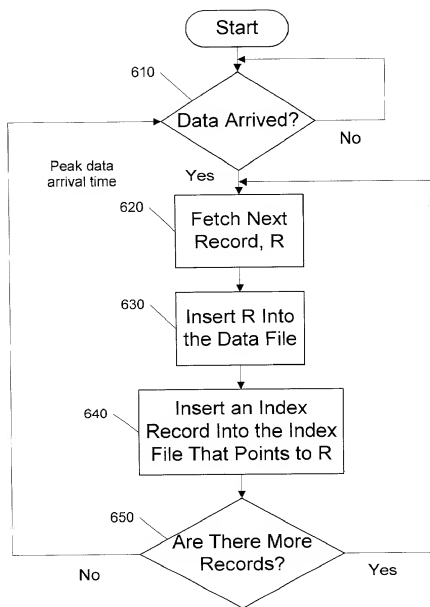 Start
610
Data Arrived?
No
Peak data
arrival time
Yes
620
Fetch Next
Record, R
630
Insert R Into
the Data File
640
Insert an Index
Record Into the Index
File That Points to R
650
Are There More
Records?
No
Yes